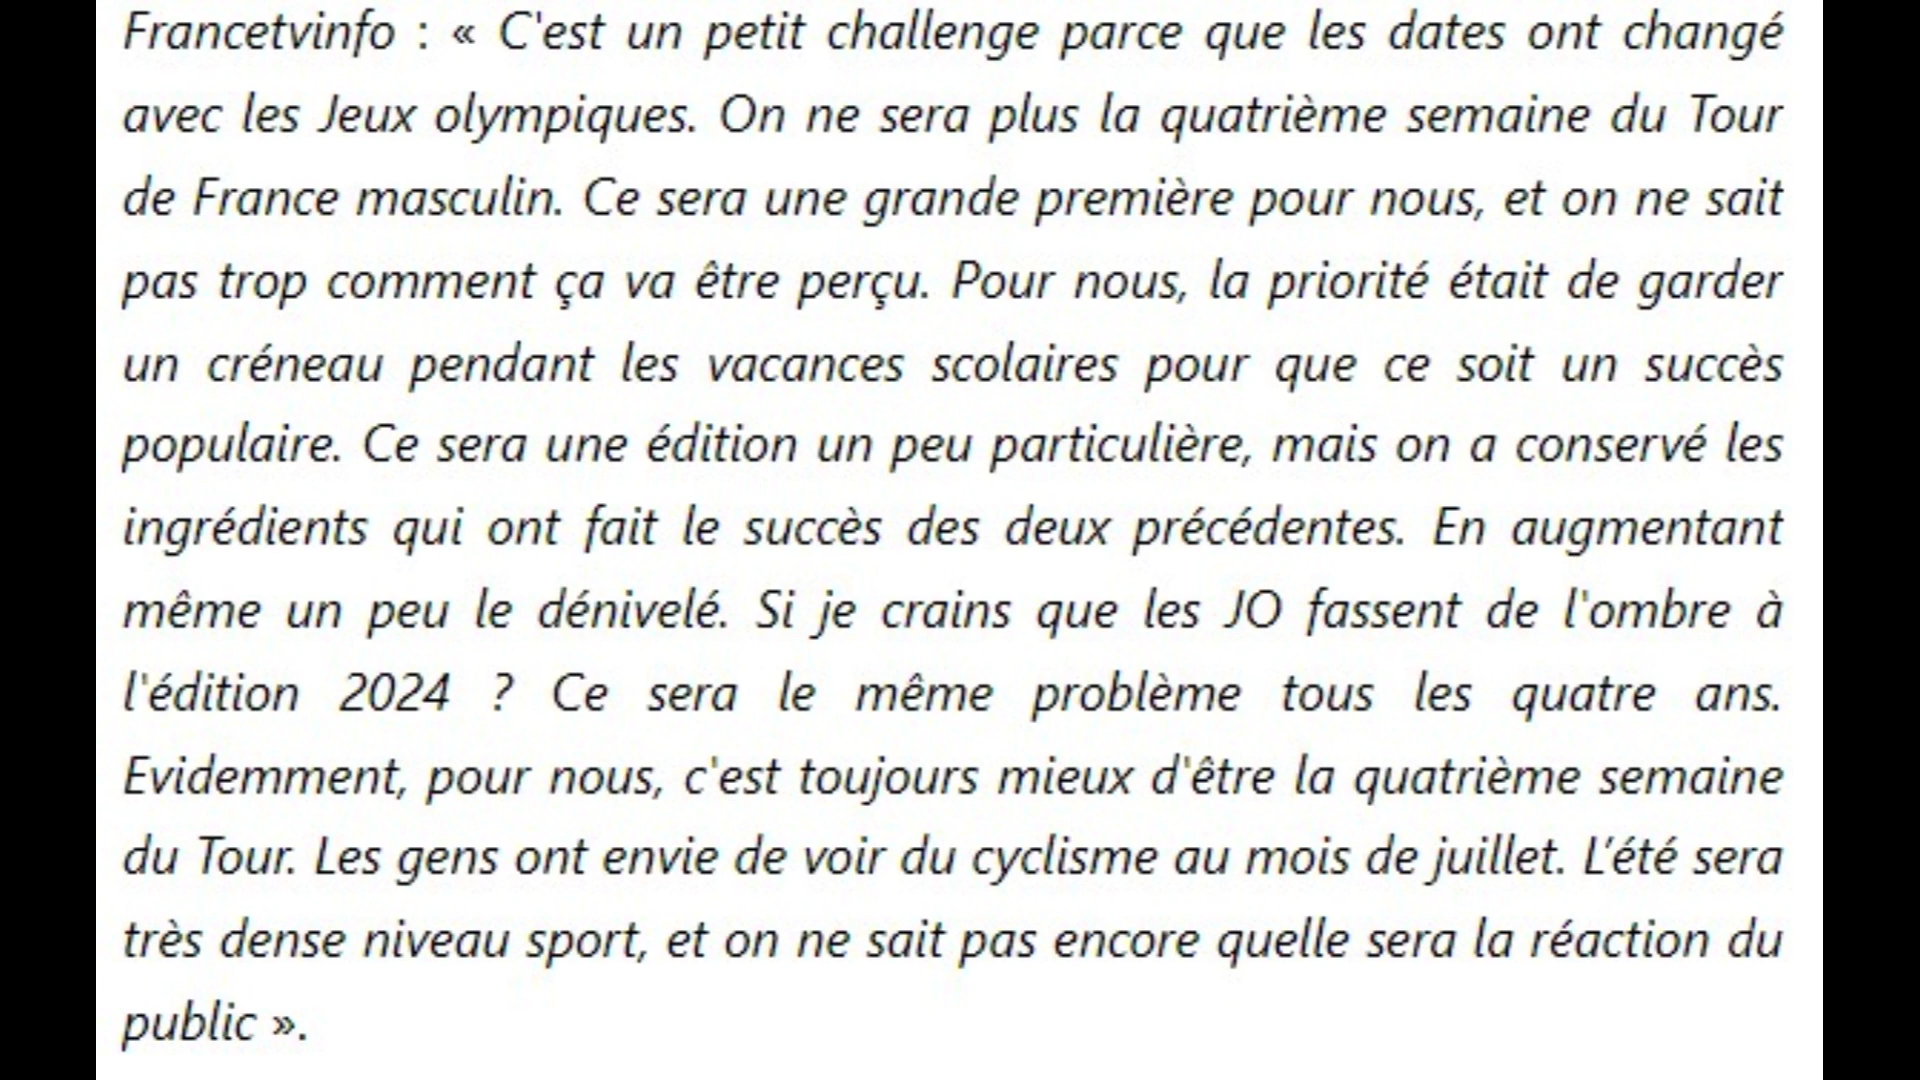 Francetvinfo : « C'est un petit challenge parce que les dates ont changé
avec les Jeux olympiques. On ne sera plus la quatrième semaine du Tour
de France masculin. Ce sera une grande première pour nous, et on ne sait
pas trop comment ça va être perçu. Pour nous, la priorité était de garder
un créneau pendant les vacances scolaires pour que ce soit un succès
populaire. Ce sera une édition un peu particulière, mais on a conservé les
ingrédients qui ont fait le succès des deux précédentes. En augmentant
même un peu le dénivelé. Si je crains que les JO fassent de l'ombre à
l'édition 2024 ? Ce sera le même problème tous les quatre ans.
Evidemment, pour nous, c'est toujours mieux d'être la quatrième semaine
du Tour. Les gens ont envie de voir du cyclisme au mois de juillet. L’été sera
très dense niveau sport, et on ne sait pas encore quelle sera la réaction du
public ».